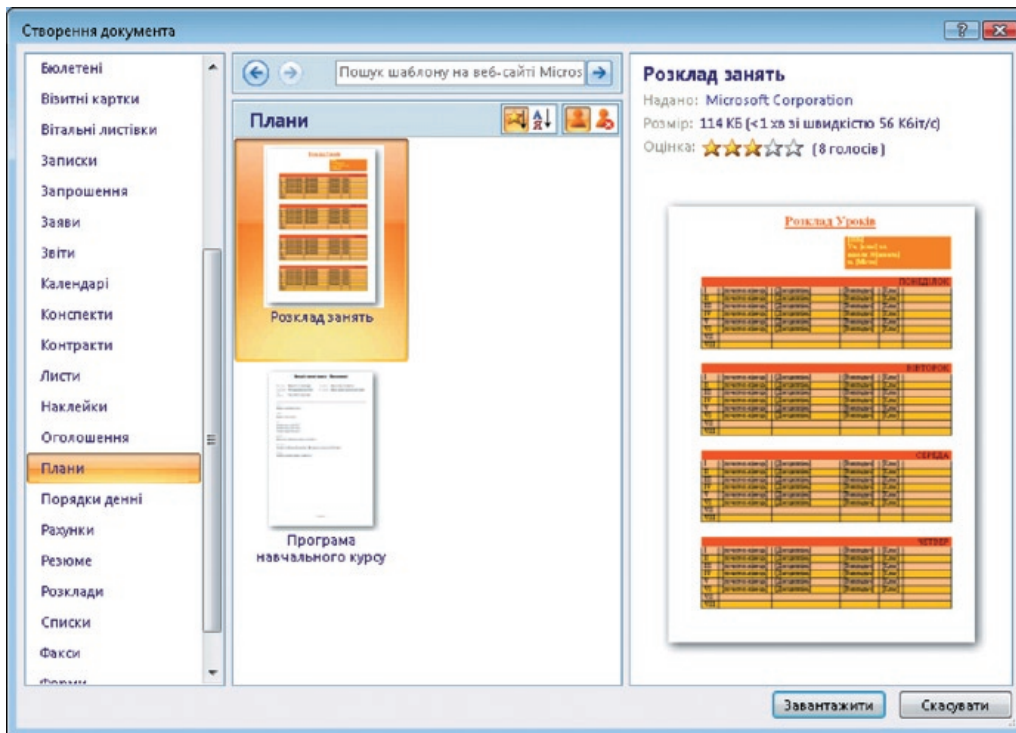 Створення документа
Бюлетені
Візитні картки
Вітальні листівки
Записки
Запрошення
Заяви
Звіти
Календарі
Конспекти
Контракти
Листи
Наклейки
Оголошення
Плани
Порядки денні
Рахунки
Резюме
Розклади
Списки
Факси
Форми
Пошук шаблону на веб-сайті Micros
Плани
Розклад занять
Програма
навчального курсу
Розклад занять
Надано: Microsoft Corporation
Розмір: 114 КБ (<1 хв зі швидкістю 56 Кбіт/с)
Оцінка: (8 голосів)
Розклад Уроків
ПОНЕДІЛОК
ВІВТОРОК
СЕРЕДА
ЧЕТВЕР
Завантажити
Скасувати